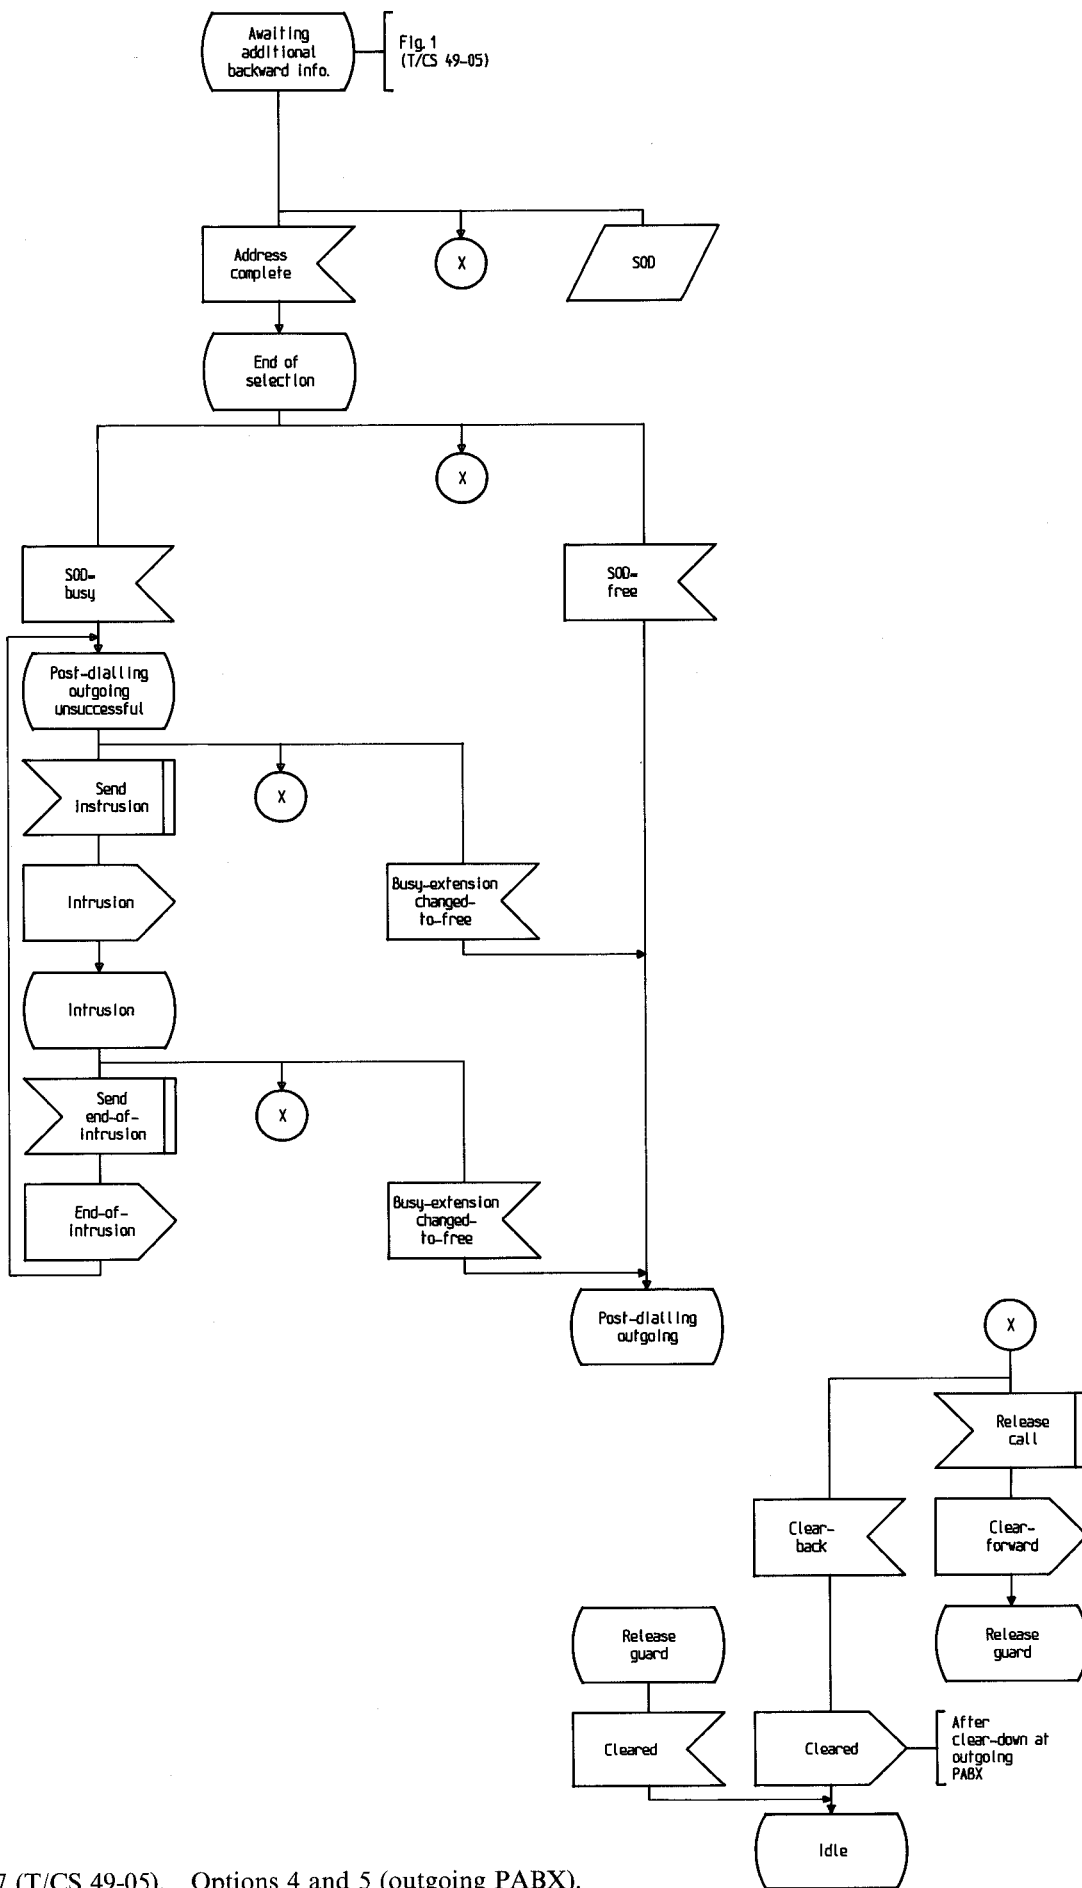 Awaiting
additional
backward info.
Fig. 1
(T/CS 49-05)
Address
complete
X
SOD
End of
selection
X
SOD=
busy
SOD=
free
Post-dialling
outgoing
unsuccessful
Send
instrusion
X
Intrusion
Busy-extension
changed-
to-free
Intrusion
Send
end-of-
intrusion
X
End-of-
intrusion
Busy-extension
changed-
to-free
Post-dialling
outgoing
X
Release
call
Clear-
back
Clear-
forward
Release
guard
Release
guard
Cleared
Cleared
After
clear-down at
outgoing
PABX
Idle
7 (T/CS 49-05). Options 4 and 5 (outgoing PABX).